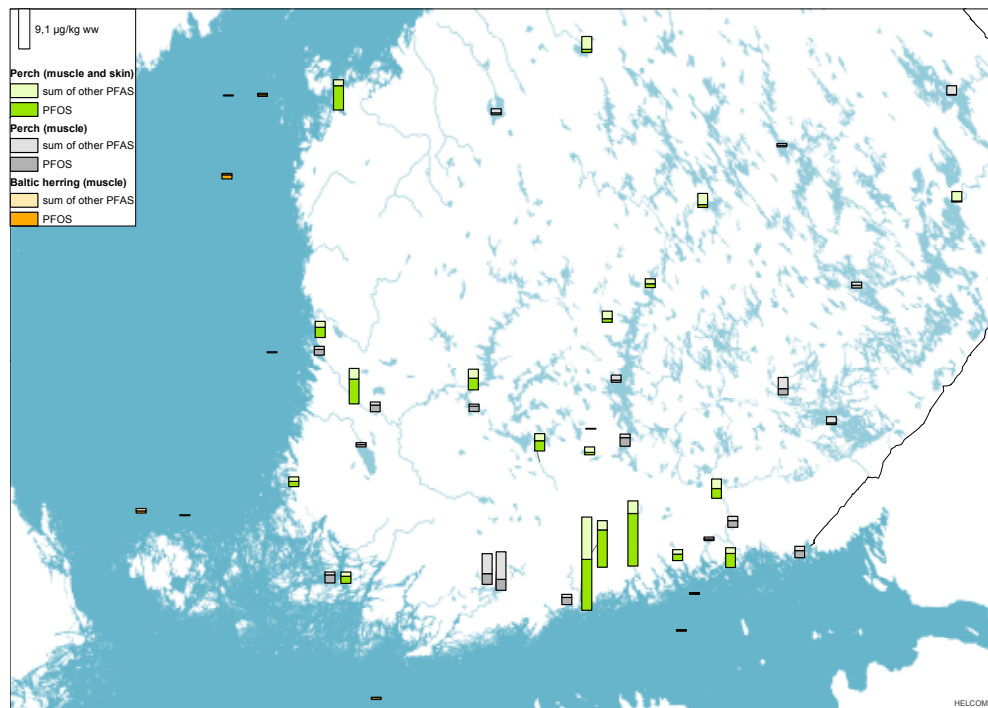 9,1 µg/kg ww
Perch (muscle and skin)
sum of other PFAS
PFOS
Perch (muscle)
sum of other PFAS
PFOS
Baltic herring (muscle)
sum of other PFAS
PFOS
HELCOM